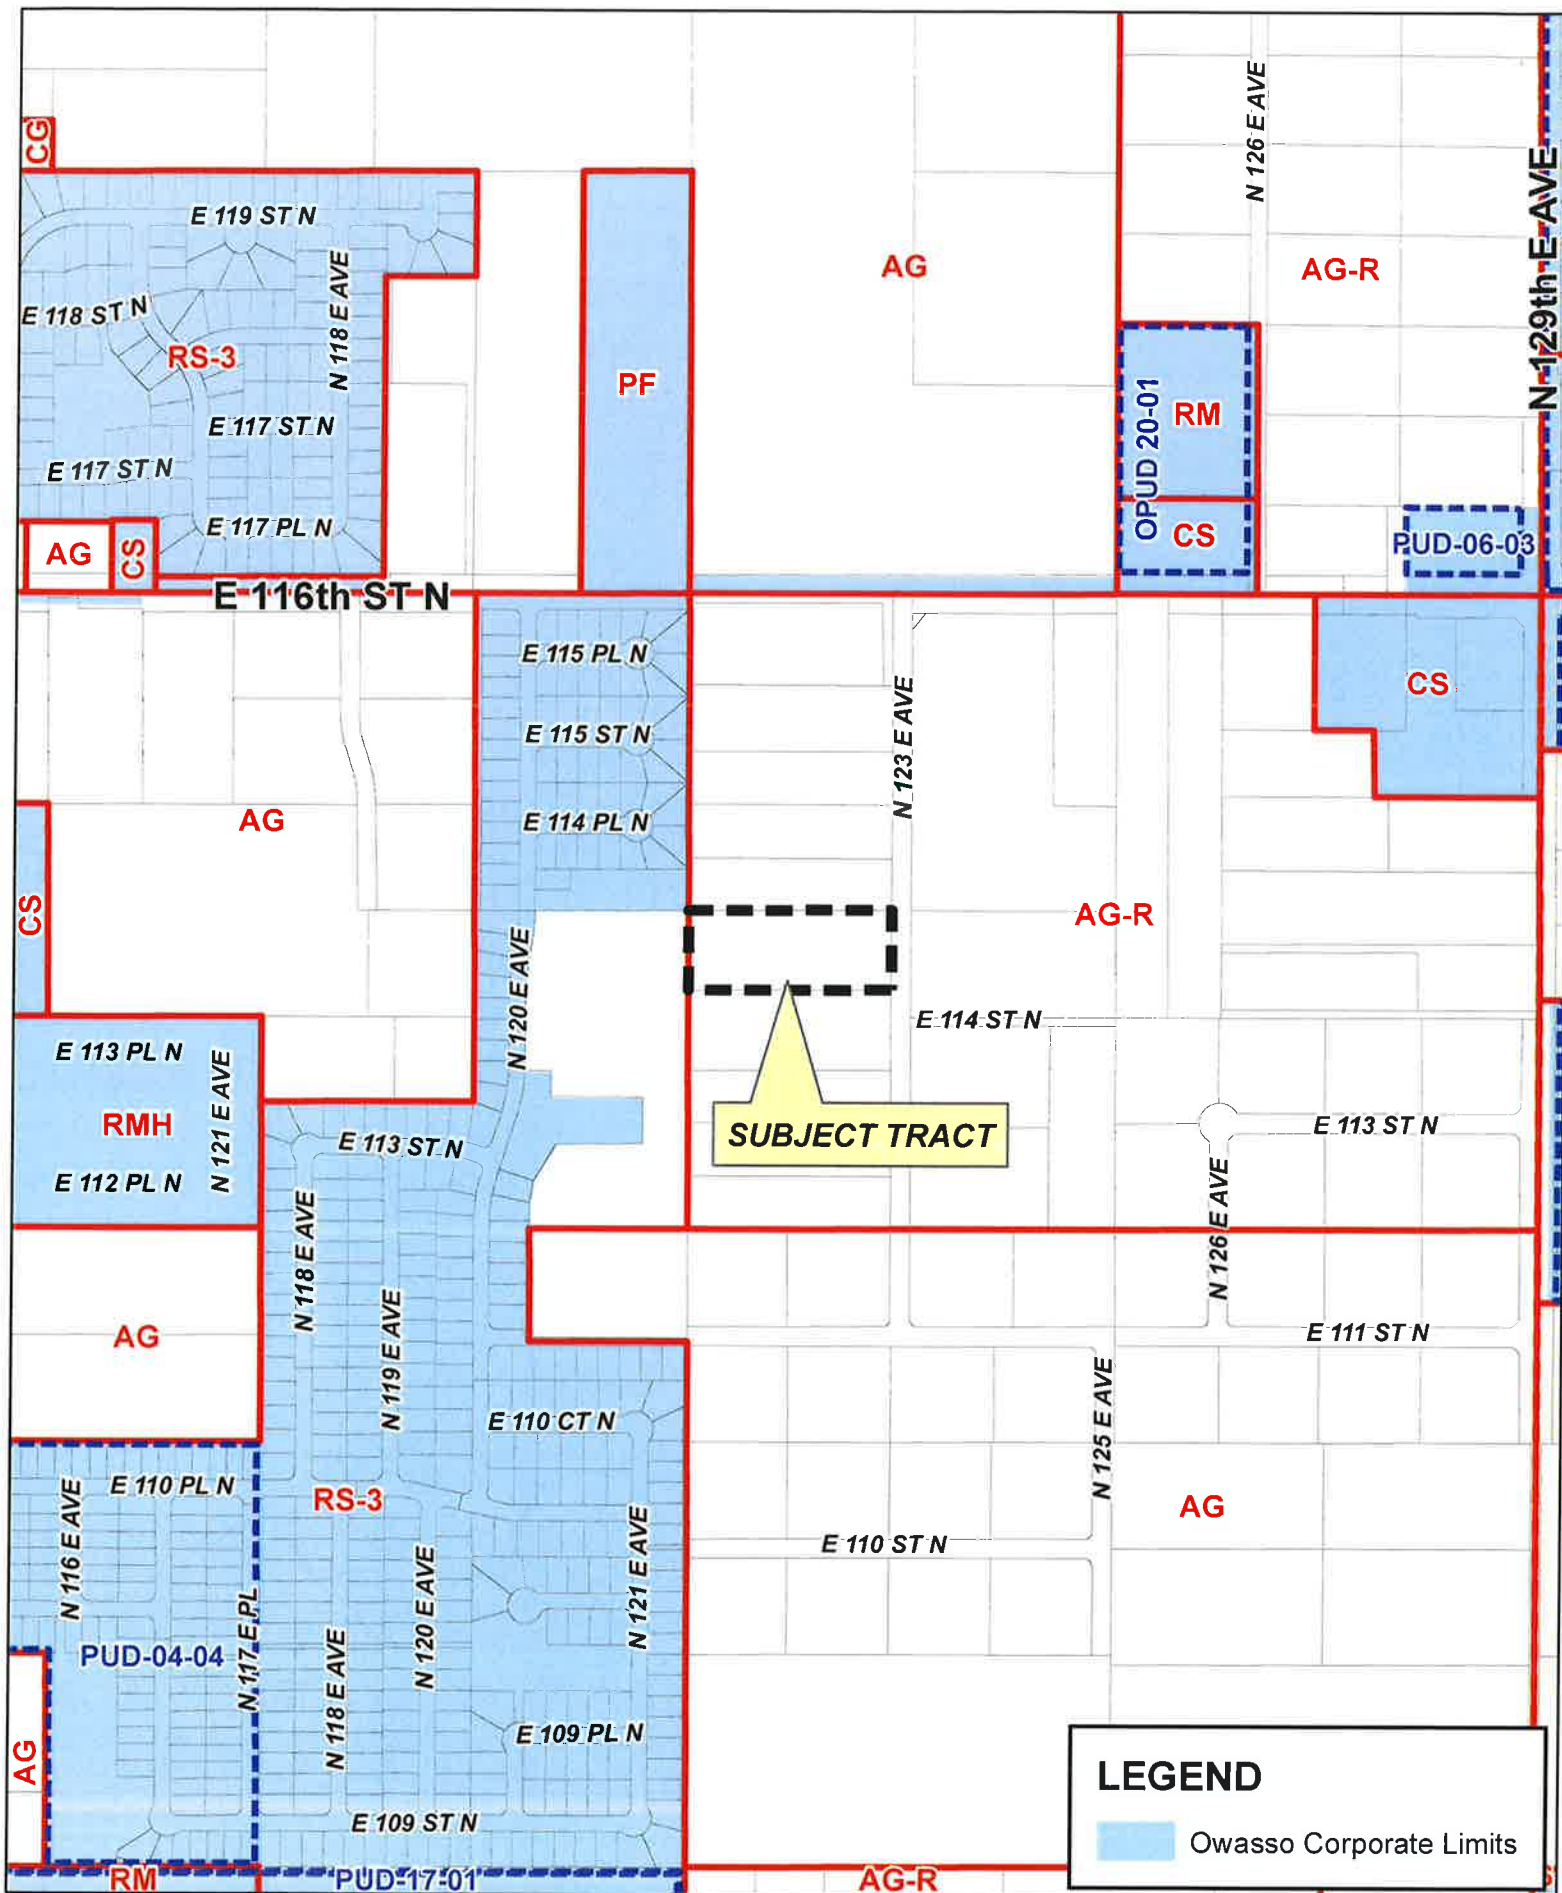 CG
N 126 E AVE
N 129th E AVE
E 119 ST N
N 118 E AVE
AG
AG-R
E 118 ST N
RS-3
PF
OPUD 20-01
RM
E 117 ST N
E 117 ST N
E 117 PL N
AG
CS
CS
PUD-06-03
E 116th ST N
E 115 PL N
N 123 E AVE
CS
E 115 ST N
AG
E 114 PL N
CS
AG-R
N 120 E AVE
E 114 ST N
E 113 PL N
N 121 E AVE
RMH
SUBJECT TRACT
E 113 ST N
E 113 ST N
E 112 PL N
N 118 E AVE
N 126 E AVE
AG
N 119 E AVE
E 111 ST N
E 110 CT N
N 125 E AVE
E 110 PL N
N 116 E AVE
RS-3
AG
E 110 ST N
N 117 E PL
N 120 E AVE
N 121 E AVE
PUD-04-04
N 118 E AVE
E 109 PL N
AG
E 109 ST N
RM
PUD-17-01
AG-R
LEGEND
Owasso Corporate Limits